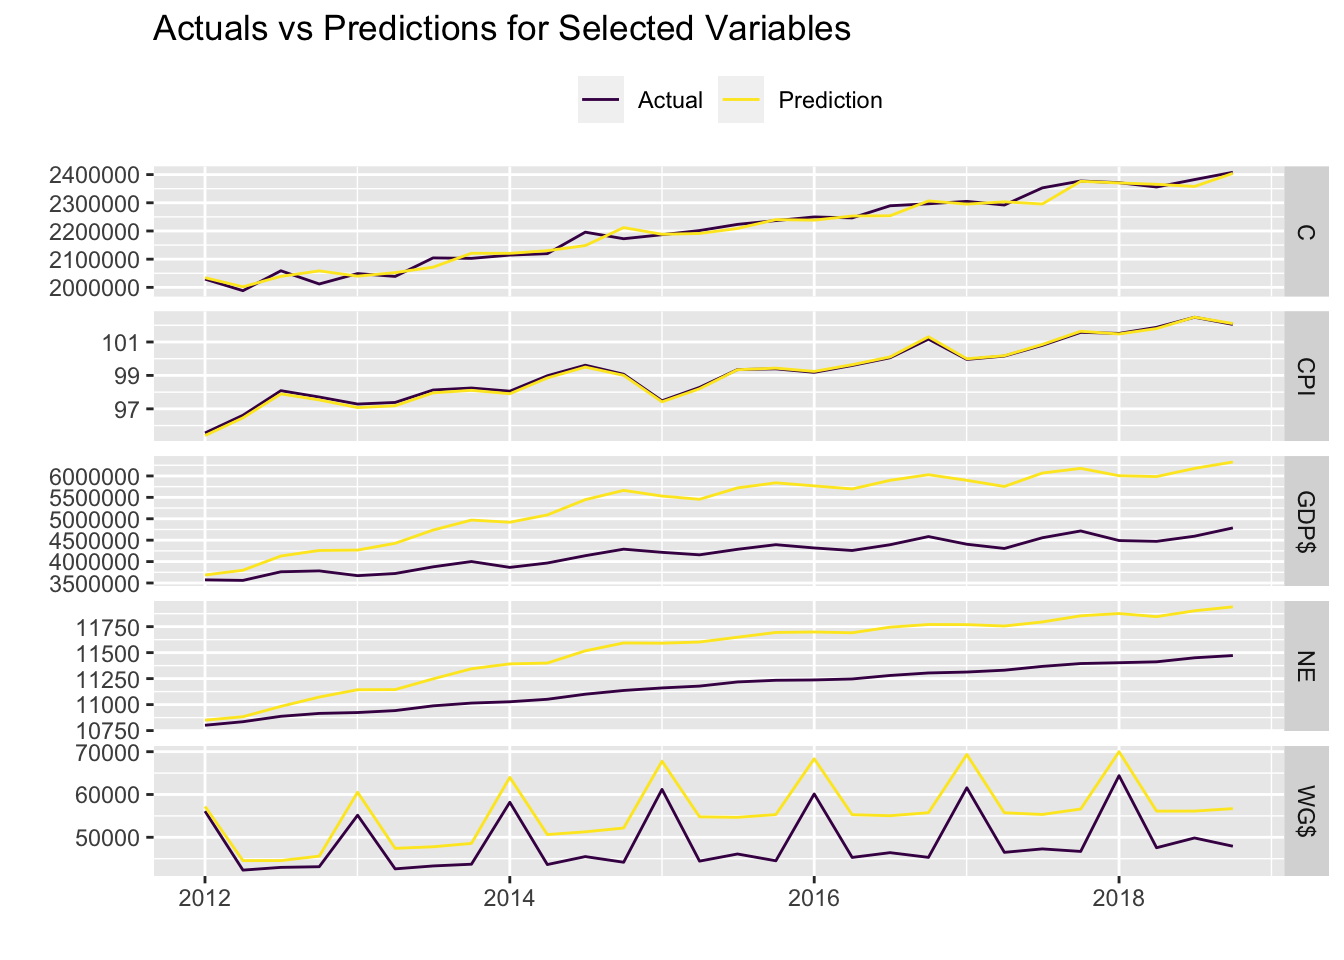 Actuals vs Predictions for Selected Variables
Actual Prediction
2400000
2300000
2200000
2100000
2000000
C
101
99
97
CPI
6000000
5500000
5000000
4500000
4000000
3500000
GDP$
11750
11500
11250
11000
10750
NE
70000
60000
50000
WG$
2012 2014 2016 2018